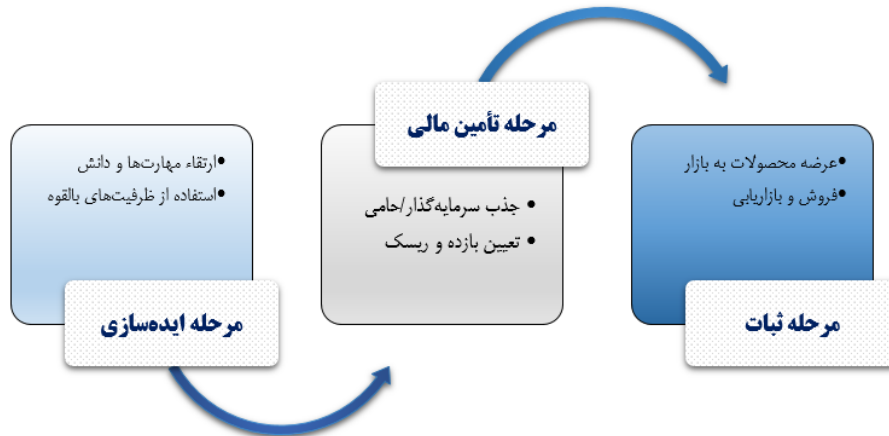 ارتقاء مهارت‌ها و دانش
استفاده از ظرفیت‌های بالقوه
مرحله ایده‌سازی
مرحله تأمین مالی
جذب سرمایه‌گذار/حامی
تعیین بازده و ریسک
عرضه محصولات به بازار
فروش و بازاریابی
مرحله ثبات